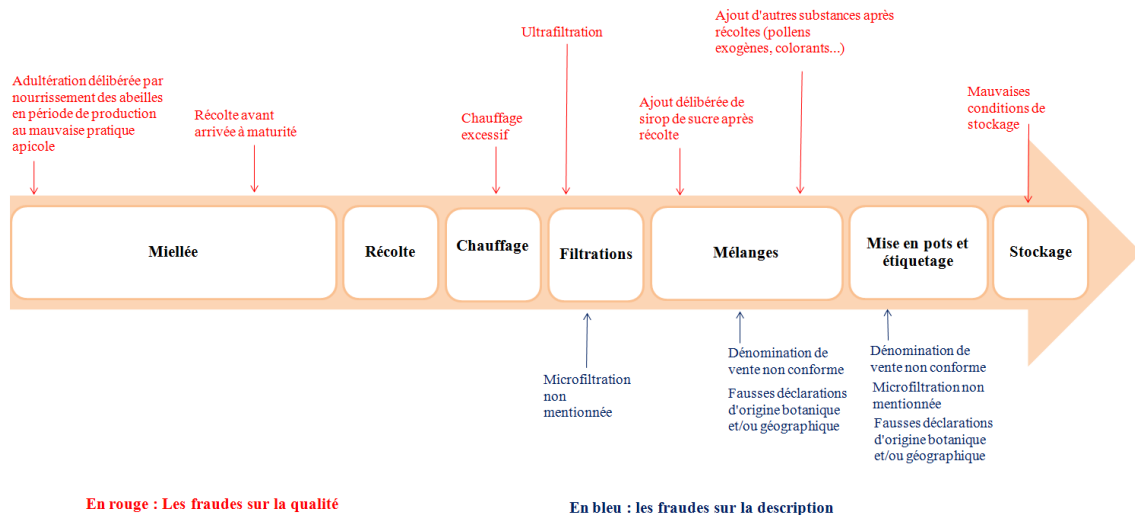 Ultrafiltration
Ajout d'autres substances après
récoltes (pollens
exogènes, colorants...)
Adultération délibérée par
nourrissement des abeilles
en période de production
au mauvaise pratique
apicole
Récolte avant
arrivée à maturité
Chauffage
excessif
Ajout délibérée de
sirop de sucre après
récolte
Mauvaises
conditions de
stockage
Miellée
Récolte
Chauffage
Filtrations
Mélanges
Mise en pots et
étiquetage
Stockage
Microfiltration
non
mentionnée
Dénomination de
vente non conforme
Fausses déclarations
d'origine botanique
et/ou géographique
Dénomination de
vente non conforme
Microfiltration non
mentionnée
Fausses déclarations
d'origine botanique
et/ou géographique
En rouge : Les fraudes sur la qualité
En bleu : les fraudes sur la description